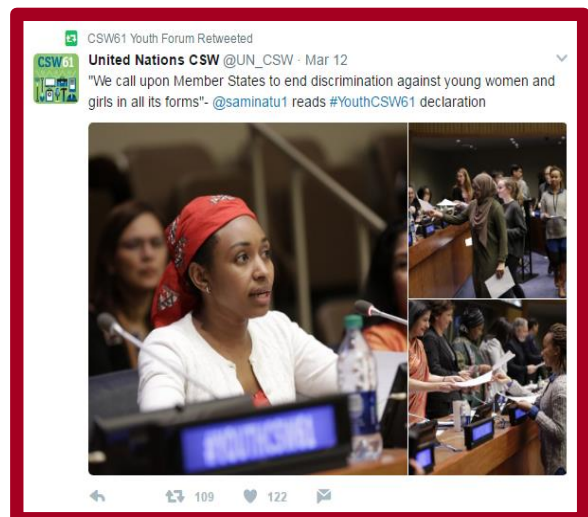 CSW61 Youth Forum Retweeted
CSW61
United Nations CSW @UN_CSW · Mar 12
"We call upon Member States to end discrimination against young women and
girls in all its forms"- @saminatu1 reads #YouthCSW61 declaration
#YOUTHCSW61
109 122